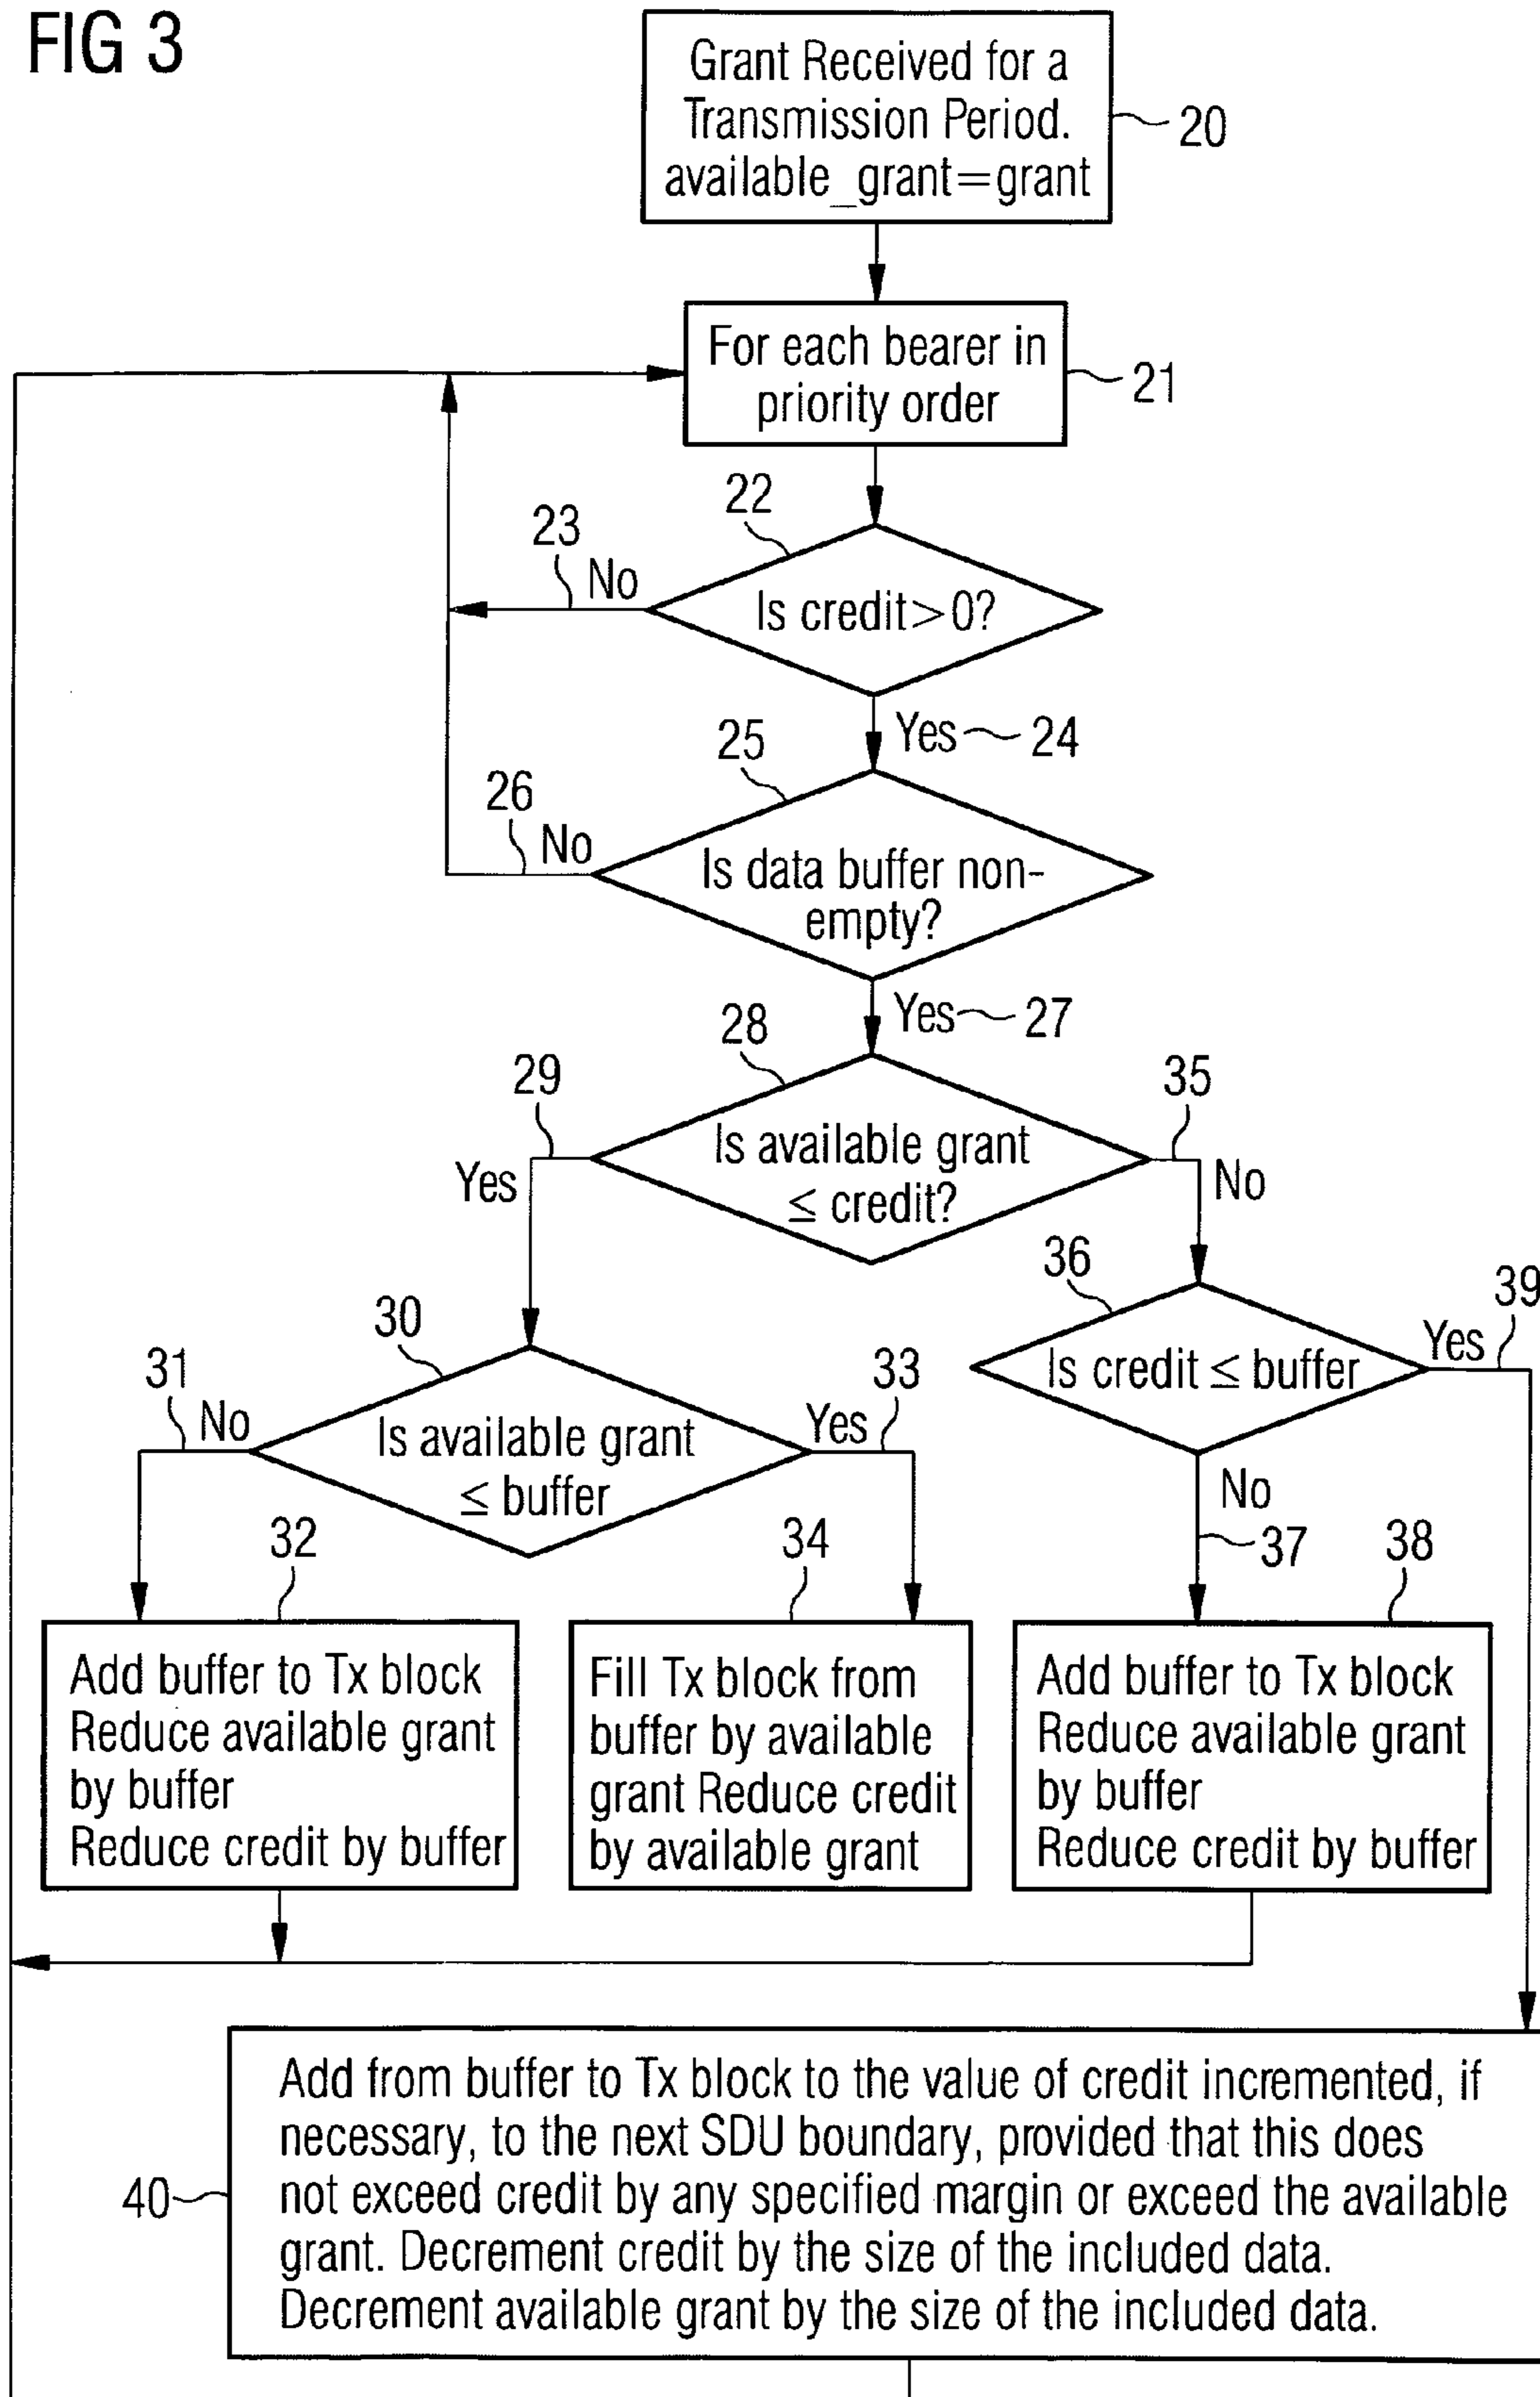 FIG 3
Grant Received for a
Transmission Period.
available_grant=grant
20
For each bearer in
priority order
21
22
23
No
Is credit>0?
Yes
24
25
26
No
Is data buffer non-
empty?
Yes
27
28
29
35
Is available grant
≤ credit?
Yes
No
36
39
30
Is credit ≤ buffer
Yes
31
No
33
Yes
Is available grant
≤ buffer
No
37
32
34
38
Add buffer to Tx block
Reduce available grant
by buffer
Reduce credit by buffer
Fill Tx block from
buffer by available
grant Reduce credit
by available grant
Add buffer to Tx block
Reduce available grant
by buffer
Reduce credit by buffer
40
Add from buffer to Tx block to the value of credit incremented, if
necessary, to the next SDU boundary, provided that this does
not exceed credit by any specified margin or exceed the available
grant. Decrement credit by the size of the included data.
Decrement available grant by the size of the included data.